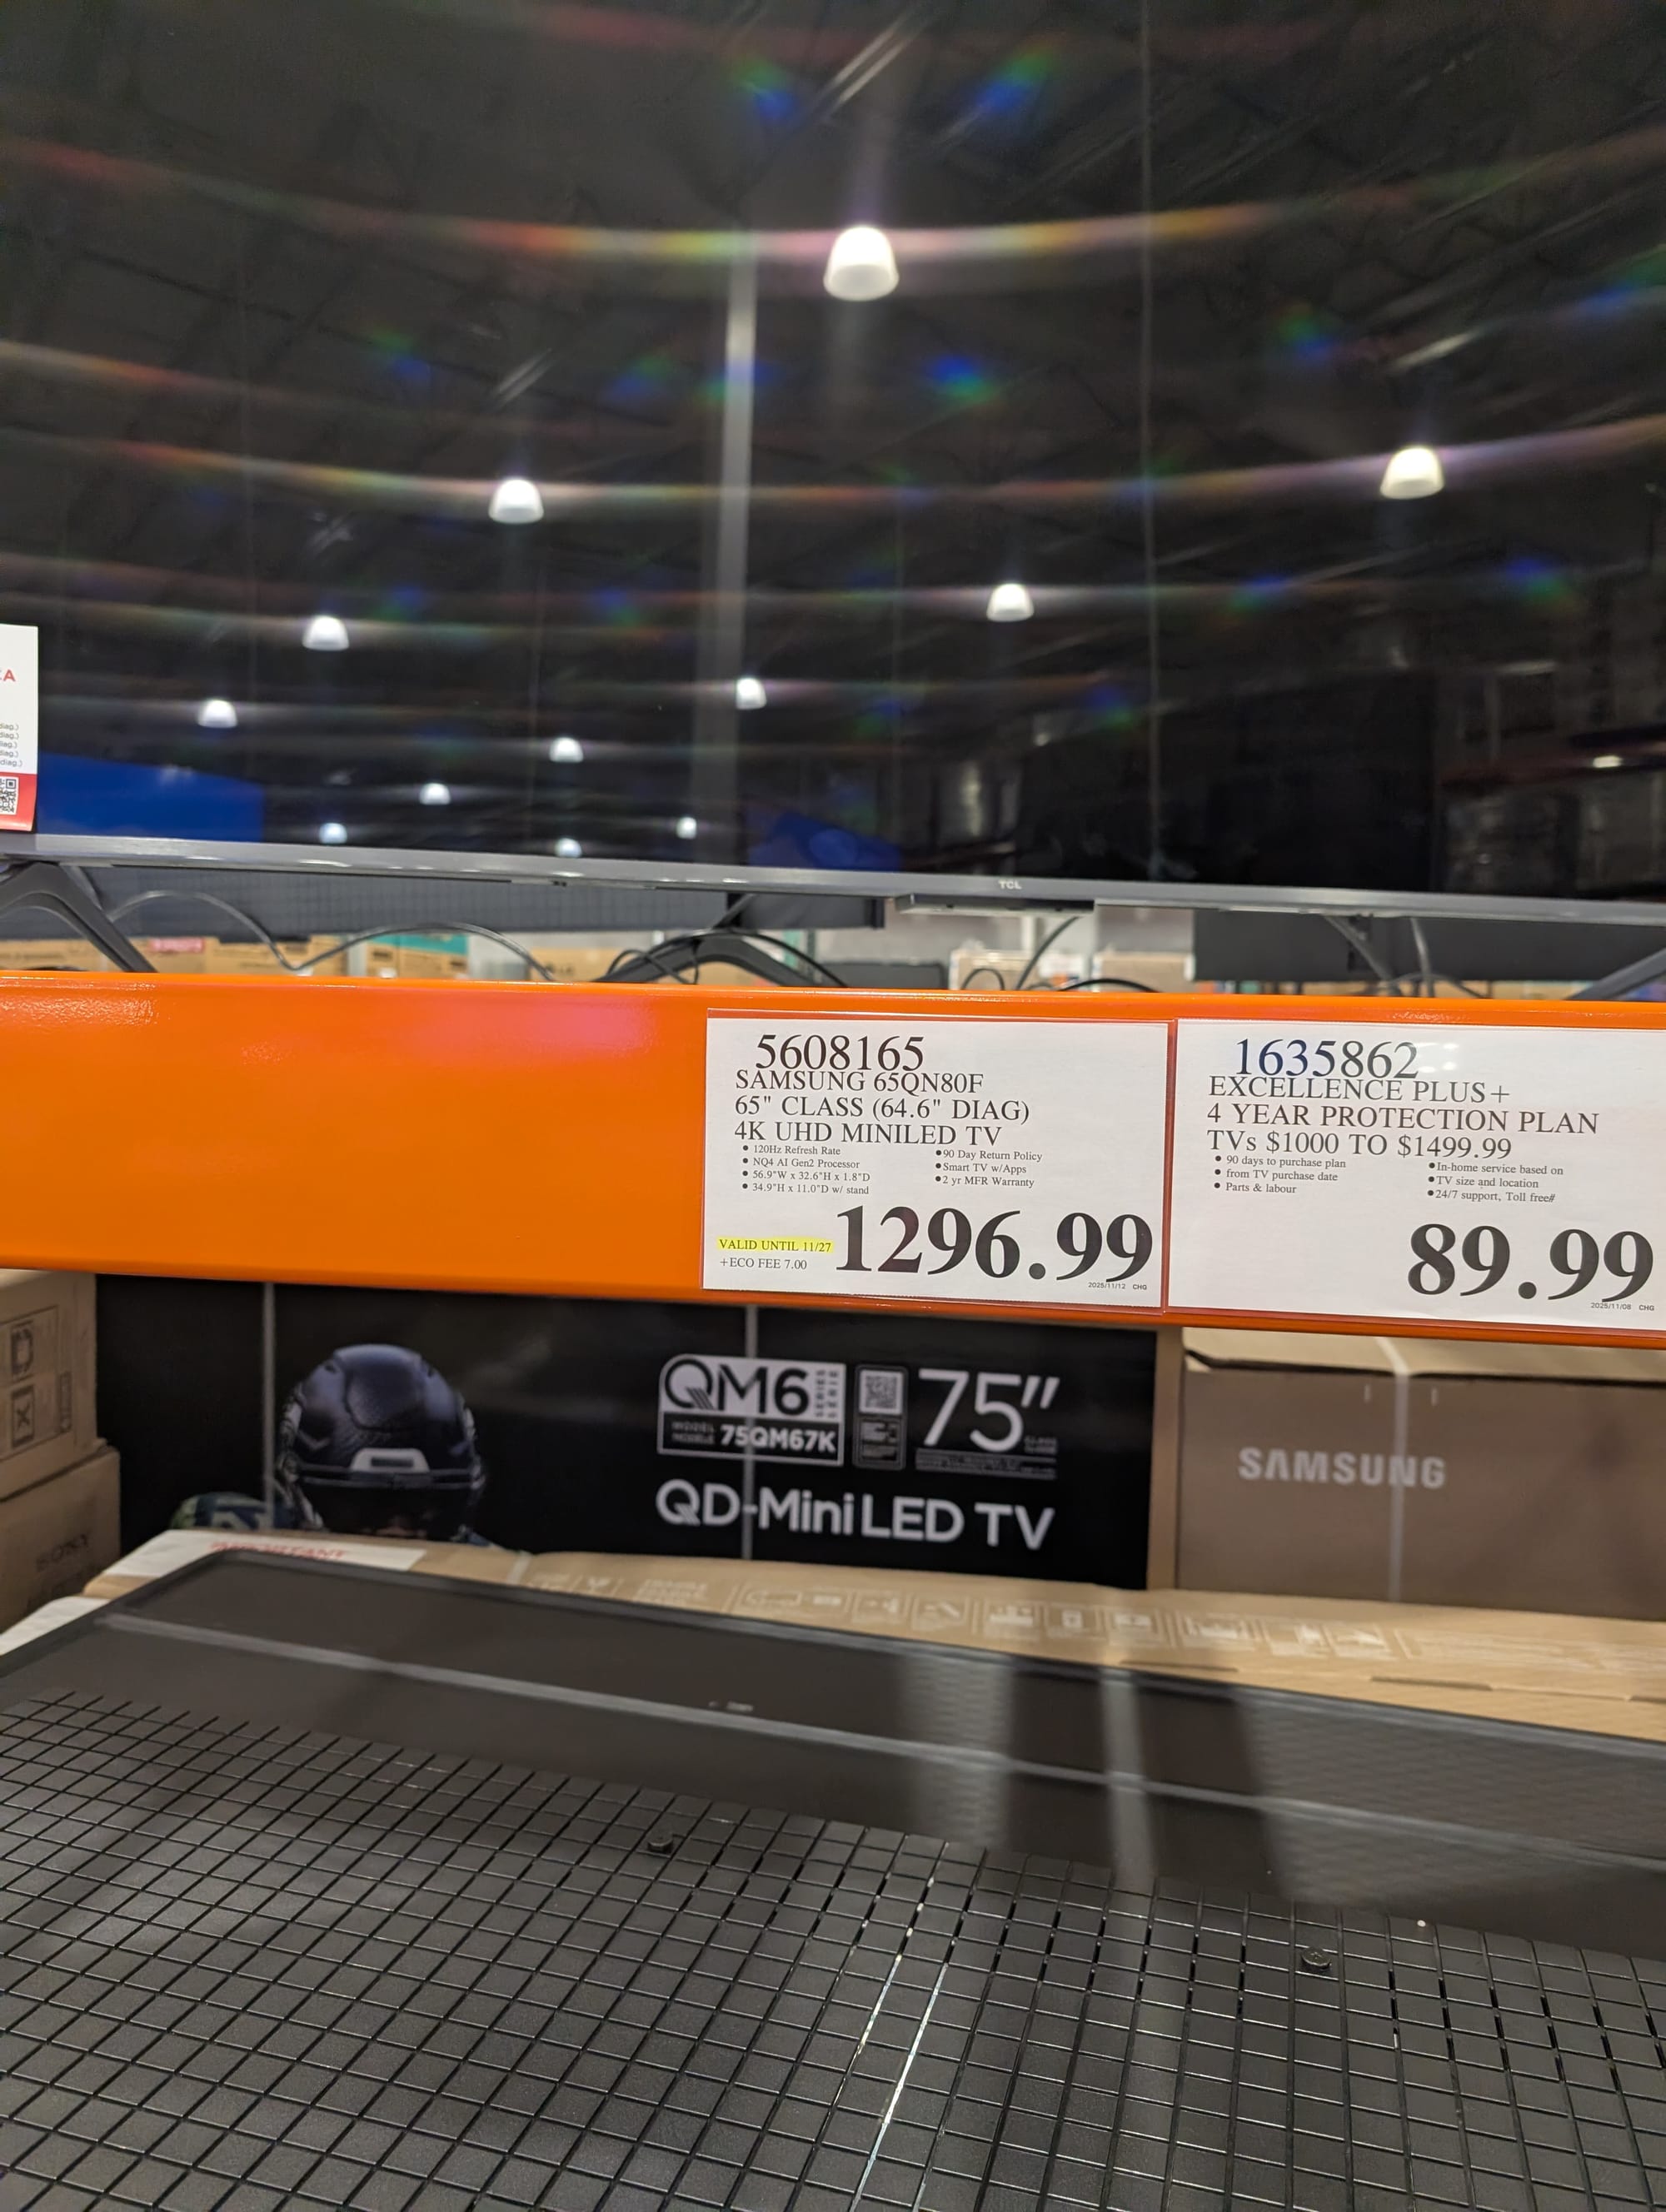 TCL
5608165
SAMSUNG 65QN80F
65" CLASS (64.6" DIAG)
4K UHD MINILED TV
• 120Hz Refresh Rate
• NQ4 AI Gen2 Processor
• 56.9"W x 32.6"H x 1.8"D
• 34.9"H x 11.0"D w/ stand
• 90 Day Return Policy
• Smart TV w/Apps
• 2 yr MFR Warranty
VALID UNTIL 11/27
+ECO FEE 7.00
1296.99
2025/11/12 CHG
1635862
EXCELLENCE PLUS+
4 YEAR PROTECTION PLAN
TVs $1000 TO $1499.99
• 90 days to purchase plan
• from TV purchase date
• Parts & labour
• In-home service based on
• TV size and location
• 24/7 support, Toll free#
89.99
2025/11/08 CHG
QM6
75QM67K
75"
QD-Mini LED TV
SAMSUNG
SONY
IMPORTANT